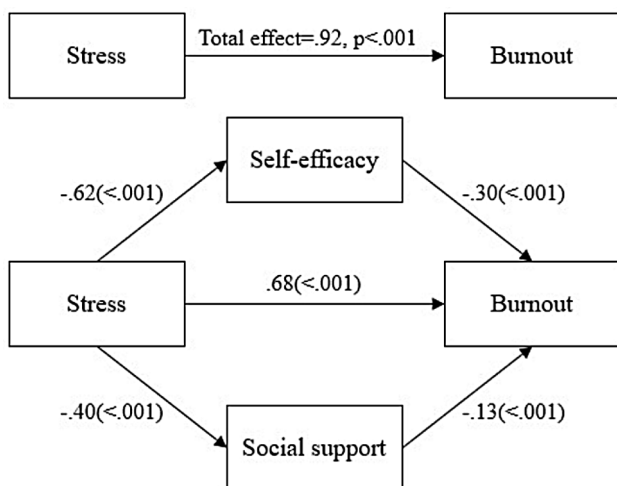 Stress
Total effect=.92, p<.001
Burnout
Self-efficacy
-.62(<.001)
-.30(<.001)
Stress
.68(<.001)
Burnout
-.40(<.001)
-.13(<.001)
Social support